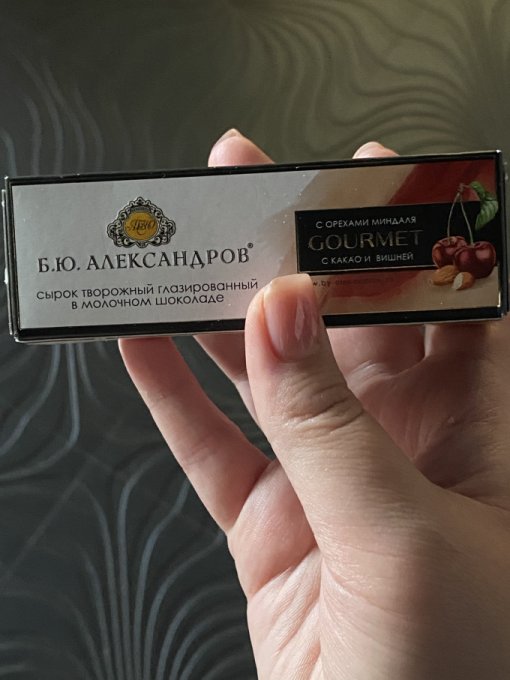 Б.Ю. АЛЕКСАНДРОВ®
СЫРОК ТВОРОЖНЫЙ ГЛАЗИРОВАННЫЙ
В МОЛОЧНОМ ШОКОЛАДЕ
С ОРЕХАМИ МИНДАЛЯ
GOURMET
С КАКАО И ВИШНЕЙ